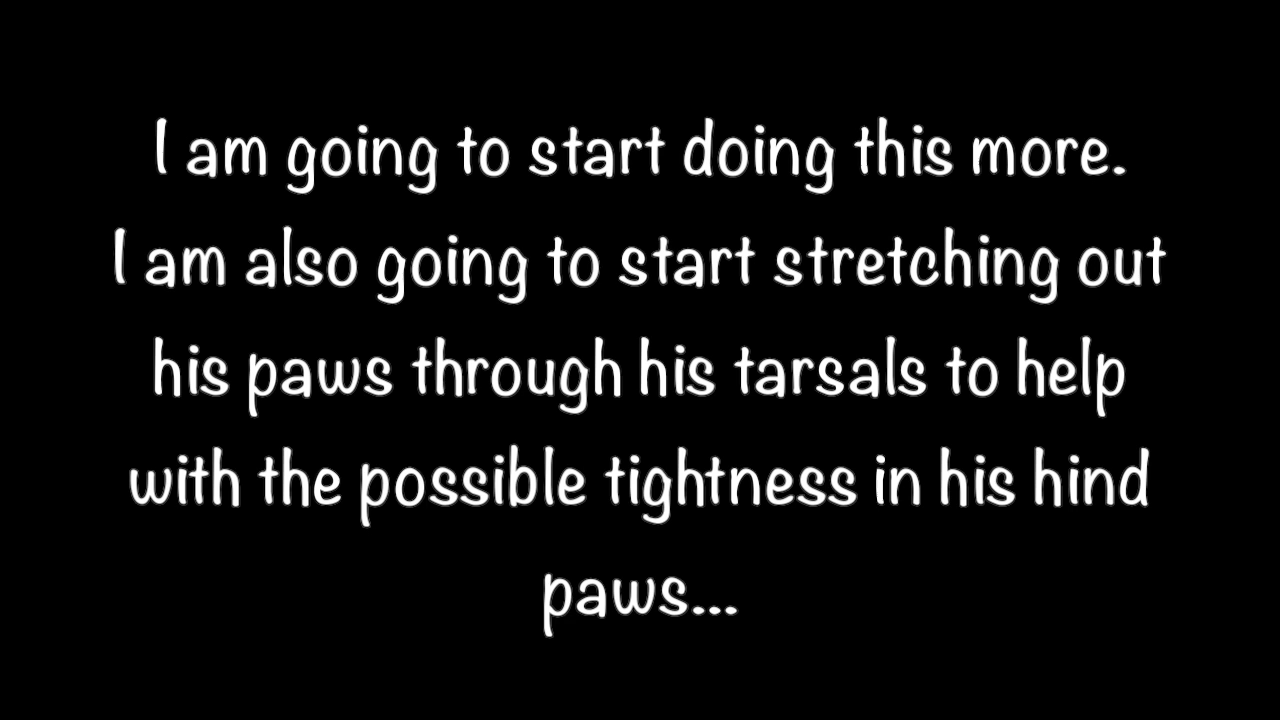 I am going to start doing this more.
I am also going to start stretching out
his paws through his tarsals to help
with the possible tightness in his hind
paws...